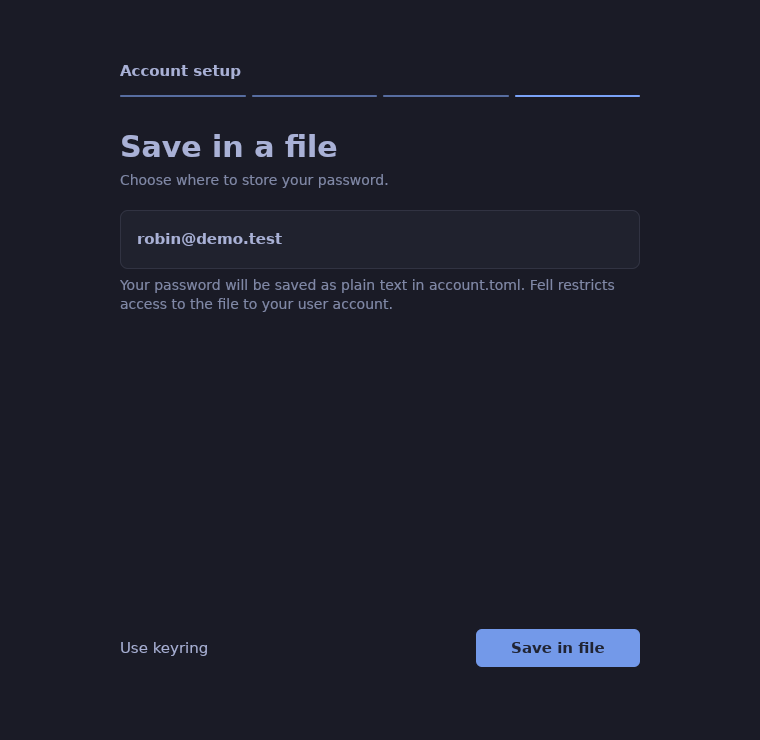 Account setup
Save in a file
Choose where to store your password.
robin@demo.test
Your password will be saved as plain text in account.toml. Fell restricts
access to the file to your user account.
Use keyring
Save in file